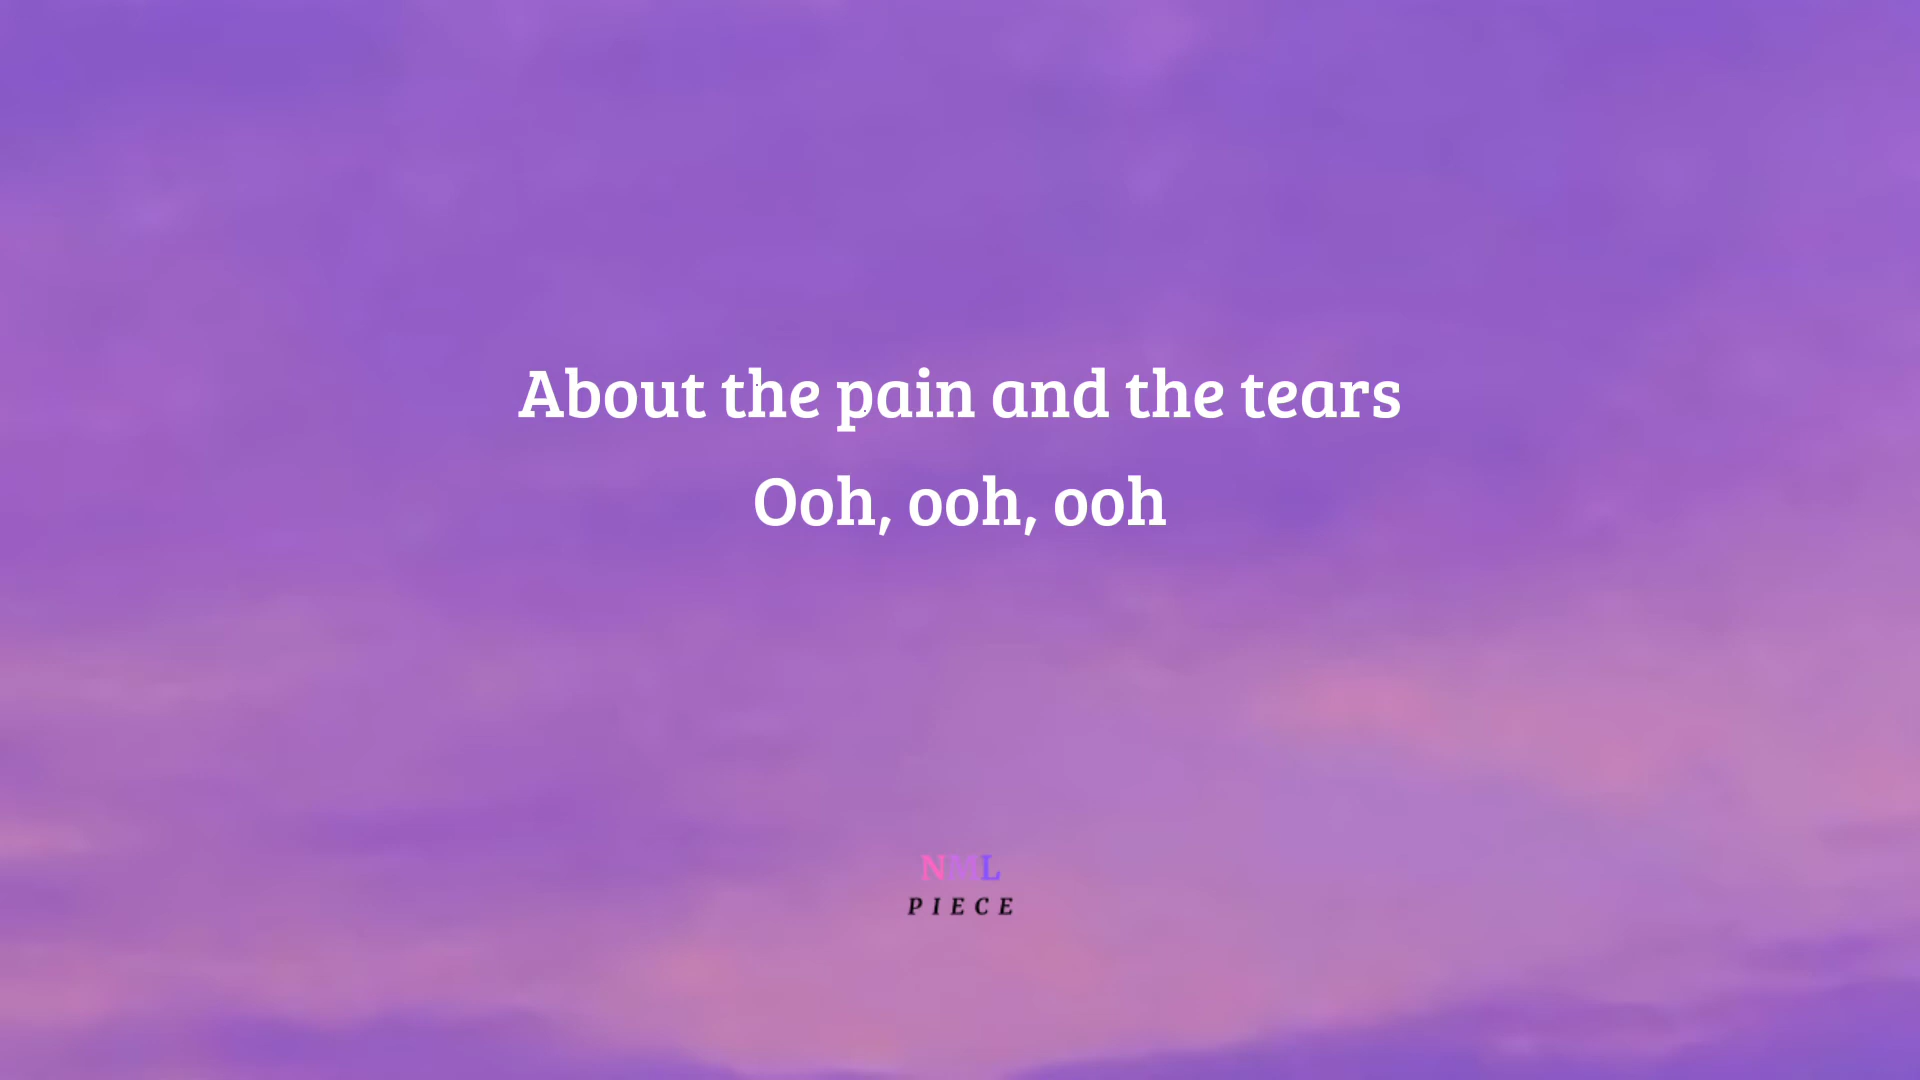 About the pain and the tears
Ooh, ooh, ooh
NML
PIECE